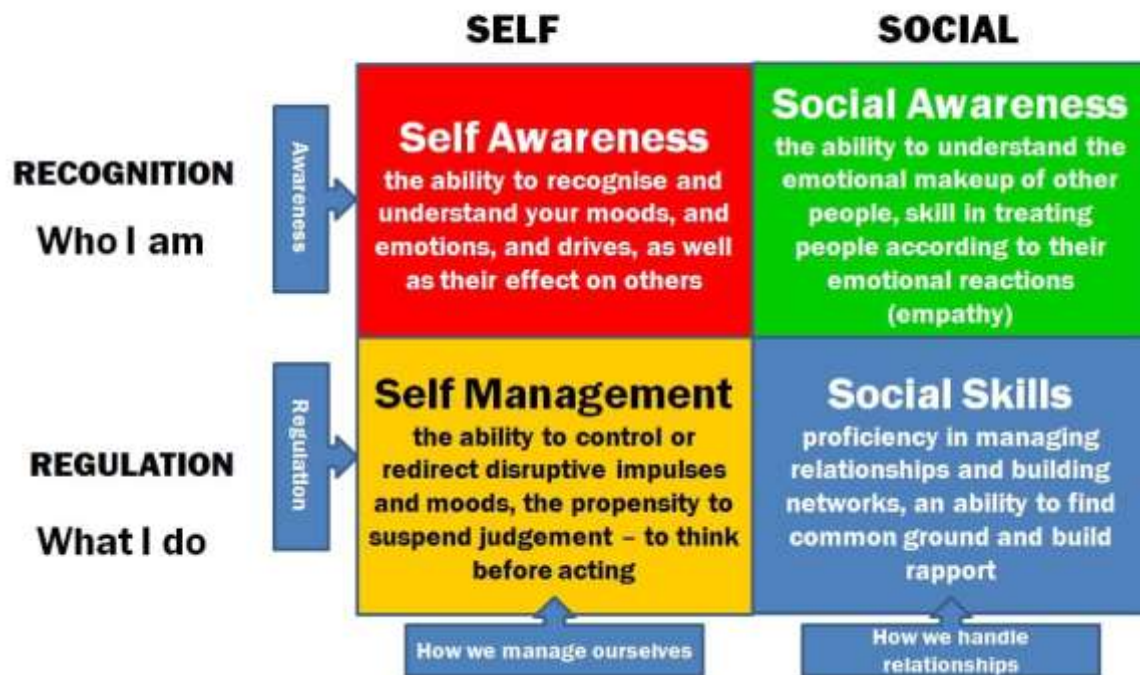 SELF
SOCIAL
RECOGNITION
Who I am
Awareness
Self Awareness
the ability to recognise and
understand your moods, and
emotions, and drives, as well
as their effect on others
Social Awareness
the ability to understand the
emotional makeup of other
people, skill in treating
people according to their
emotional reactions
(empathy)
REGULATION
What I do
Regulation
Self Management
the ability to control or
redirect disruptive impulses
and moods, the propensity to
suspend judgement – to think
before acting
Social Skills
proficiency in managing
relationships and building
networks, an ability to find
common ground and build
rapport
How we manage ourselves
How we handle
relationships